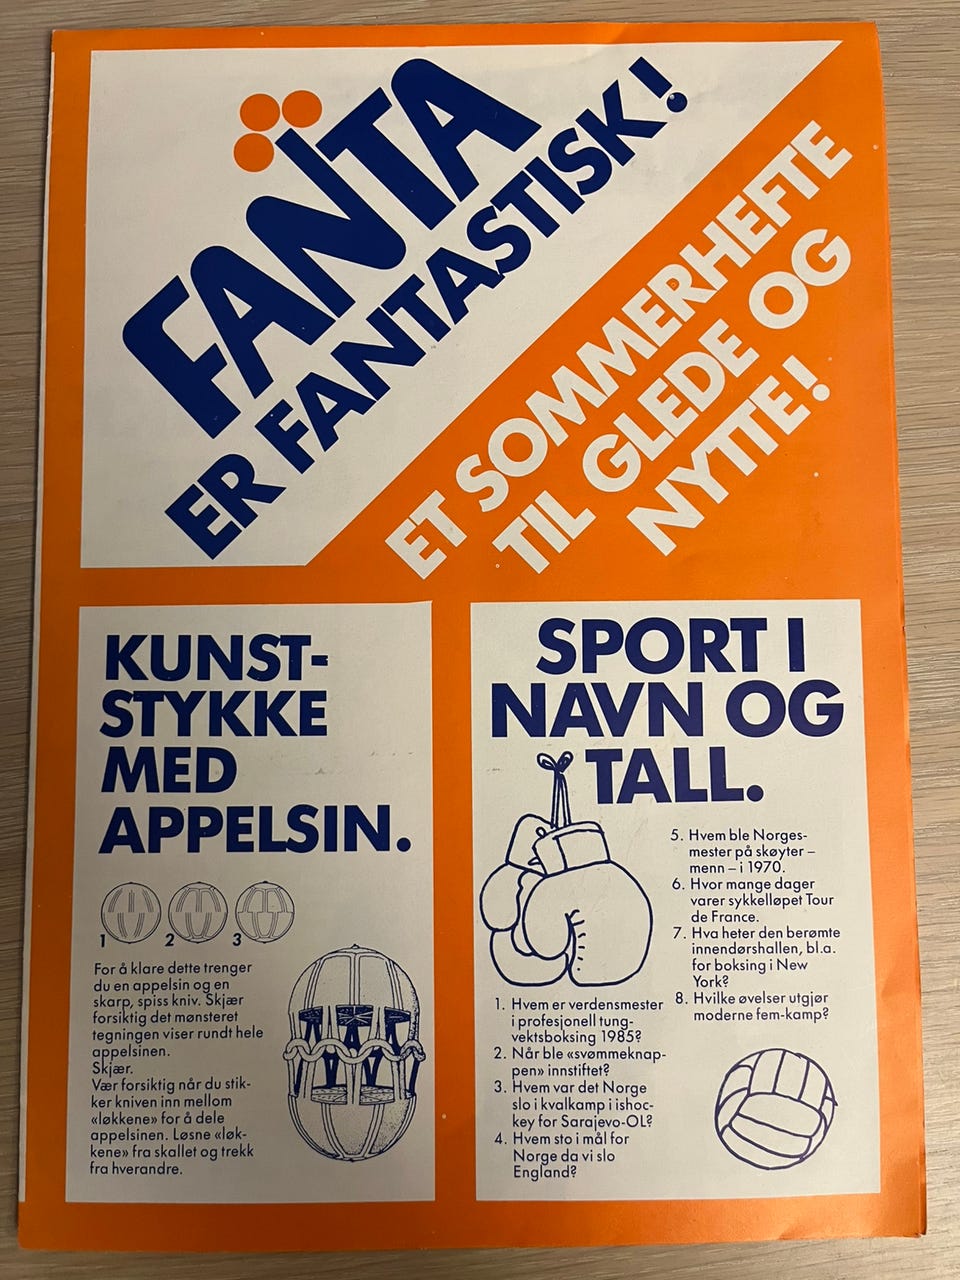 FANTA
ER FANTASTISK!
ET SOMMERHEFTE
TIL GLEDE OG
NYTTE!
KUNST-
STYKKE
MED
APPELSIN.
1 2 3
For å klare dette trenger
du en appelsin og en
skarp, spiss kniv. Skjær
forsiktig det mønsteret
tegningen viser rundt hele
appelsinen.
Skjær.
Vær forsiktig når du stik-
ker kniven inn mellom
«løkkene» for å dele
appelsinen. Løsne «løk-
kene» fra skallet og trekk
fra hverandre.
SPORT I
NAVN OG
TALL.
1. Hvem er verdensmester
i profesjonell tung-
vektsboksing 1985?
2. Når ble «svømmeknap-
pen» innstiftet?
3. Hvem var det Norge
slo i kvalkamp i ishoc-
key for Sarajevo-OL?
4. Hvem sto i mål for
Norge da vi slo
England?
5. Hvem ble Norges-
mester på skøyter –
menn – i 1970.
6. Hvor mange dager
varer sykkelløpet Tour
de France.
7. Hva heter den berømte
innendørshallen, bl.a.
for boksing i New
York?
8. Hvilke øvelser utgjør
moderne fem-kamp?